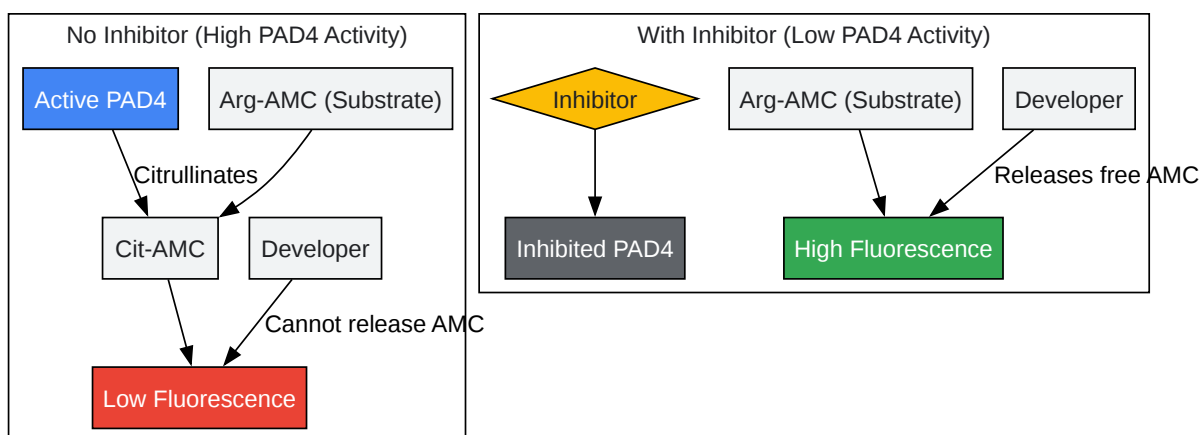 No Inhibitor (High PAD4 Activity)
Active PAD4
Arg-AMC (Substrate)
Citrullinates
Cit-AMC
Developer
Cannot release AMC
Low Fluorescence
With Inhibitor (Low PAD4 Activity)
Inhibitor
Arg-AMC (Substrate)
Developer
Releases free AMC
Inhibited PAD4
High Fluorescence